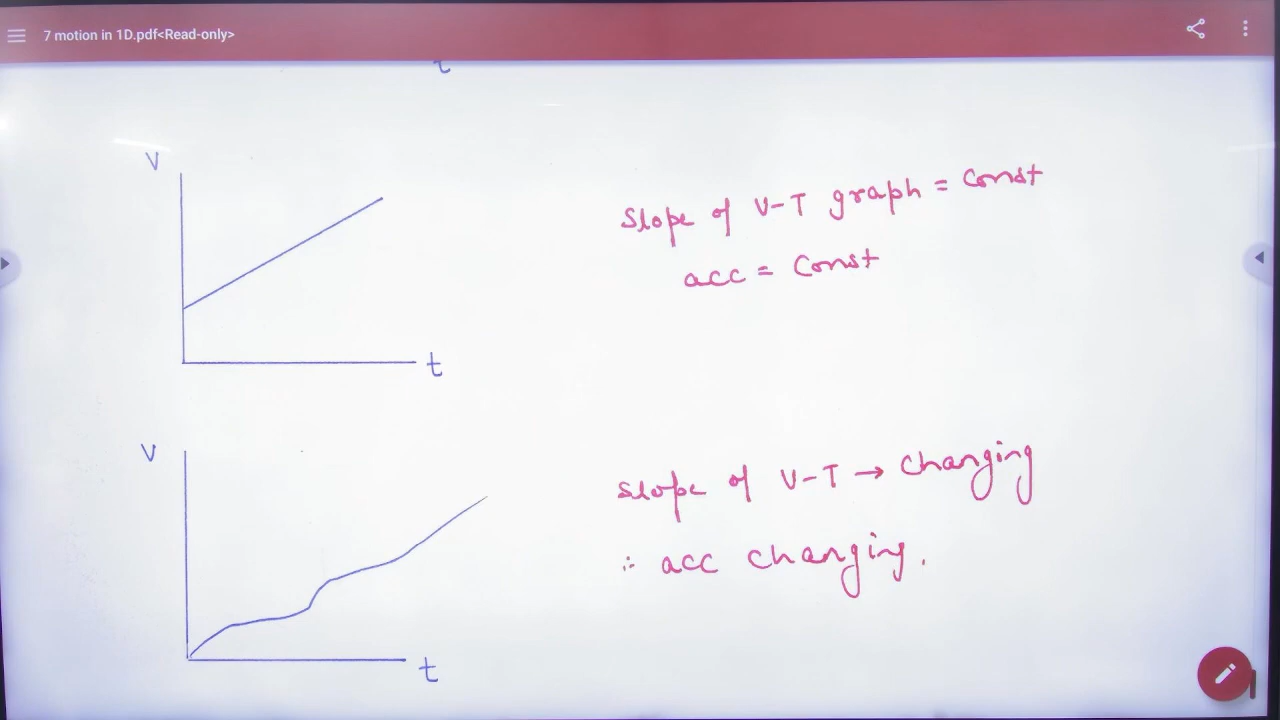 7 motion in 1D.pdf<Read-only>
t
V
Slope of V-T graph = Const
acc = Const
t
V
Slope of V-T → Changing
∴ acc changing.
t